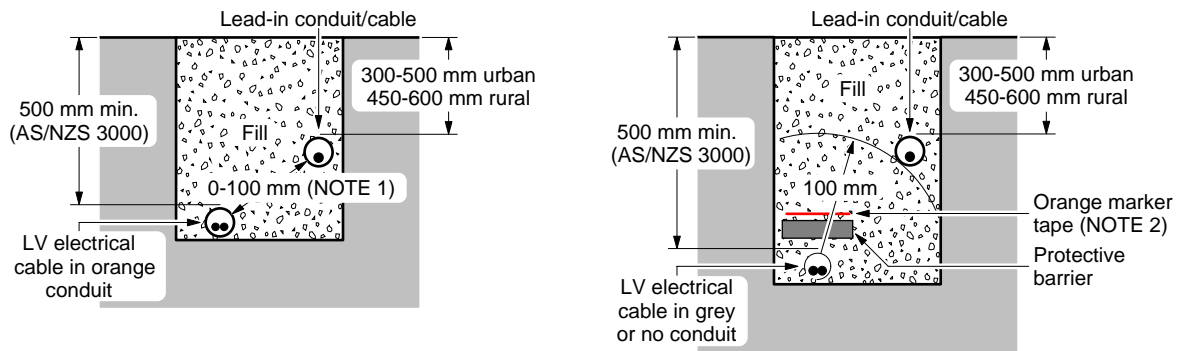 Lead-in conduit/cable
300-500 mm urban
450-600 mm rural
500 mm min.
(AS/NZS 3000)
Fill
0-100 mm (NOTE 1)
LV electrical
cable in orange
conduit
Lead-in conduit/cable
300-500 mm urban
450-600 mm rural
Fill
500 mm min.
(AS/NZS 3000)
100 mm
Orange marker
tape (NOTE 2)
Protective
barrier
LV electrical
cable in grey
or no conduit